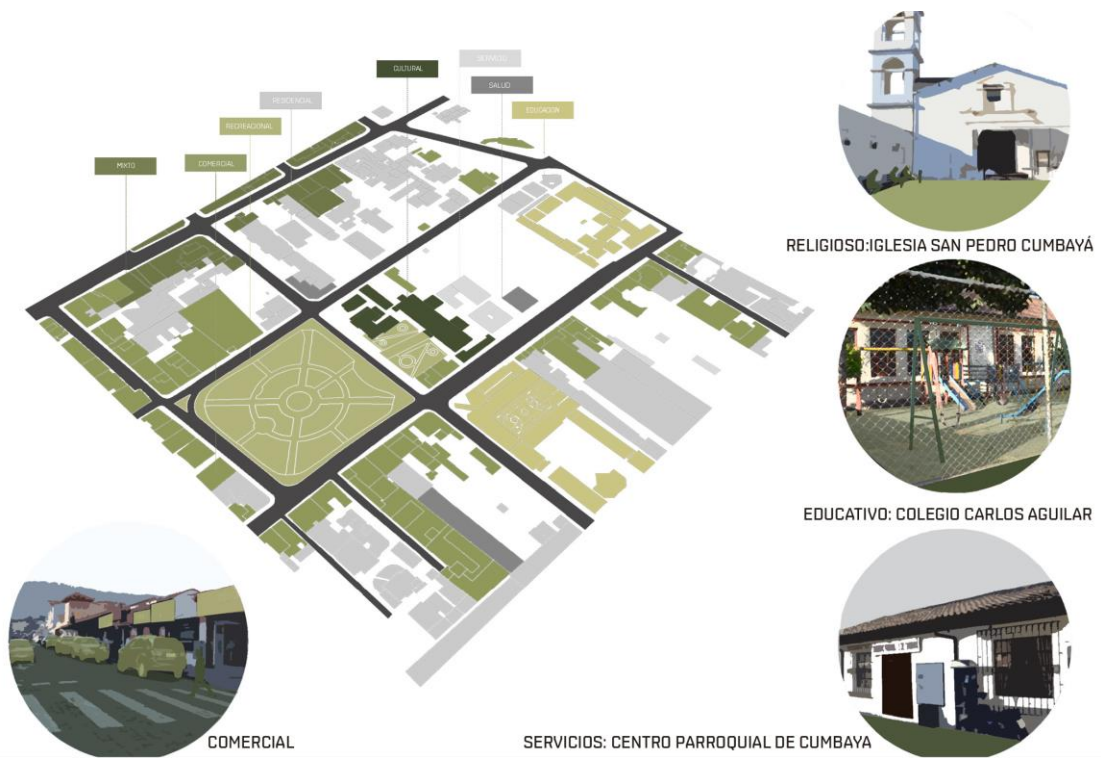 SERVICIO
CULTURAL
SALUD
RESIDENCIAL
EDUCACION
RECREACIONAL
MIXTO
COMERCIAL
RELIGIOSO:IGLESIA SAN PEDRO CUMBAYÁ
EDUCATIVO: COLEGIO CARLOS AGUILAR
COMERCIAL
SERVICIOS: CENTRO PARROQUIAL DE CUMBAYA